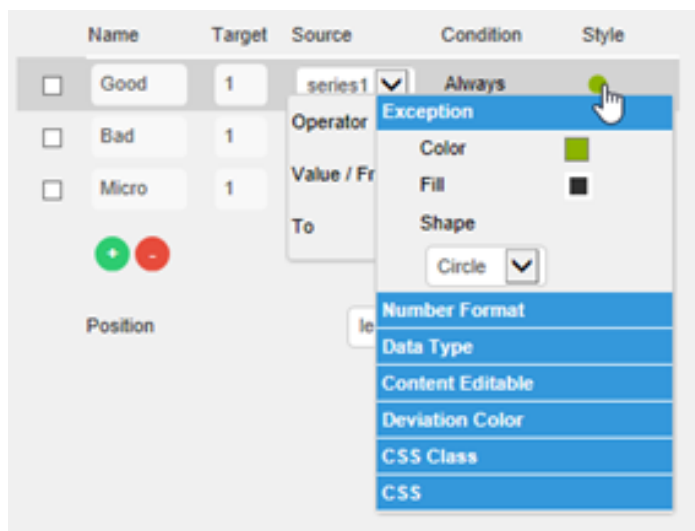 Name Target Source Condition Style
Good 1 series1 Always
Exception
Operator
Bad 1
Color
Value / Fr
Fill
Micro 1
To
Shape
+ -
Circle
Number Format
Position le
Data Type
Content Editable
Deviation Color
CSS Class
CSS